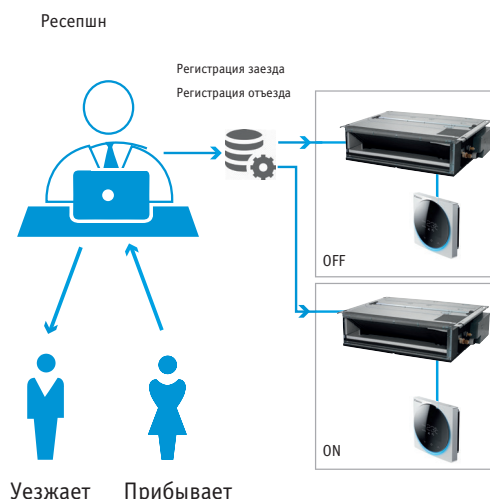 Ресепшн
Регистрация заезда
Регистрация отъезда
OFF
ON
Уезжает
Прибывает